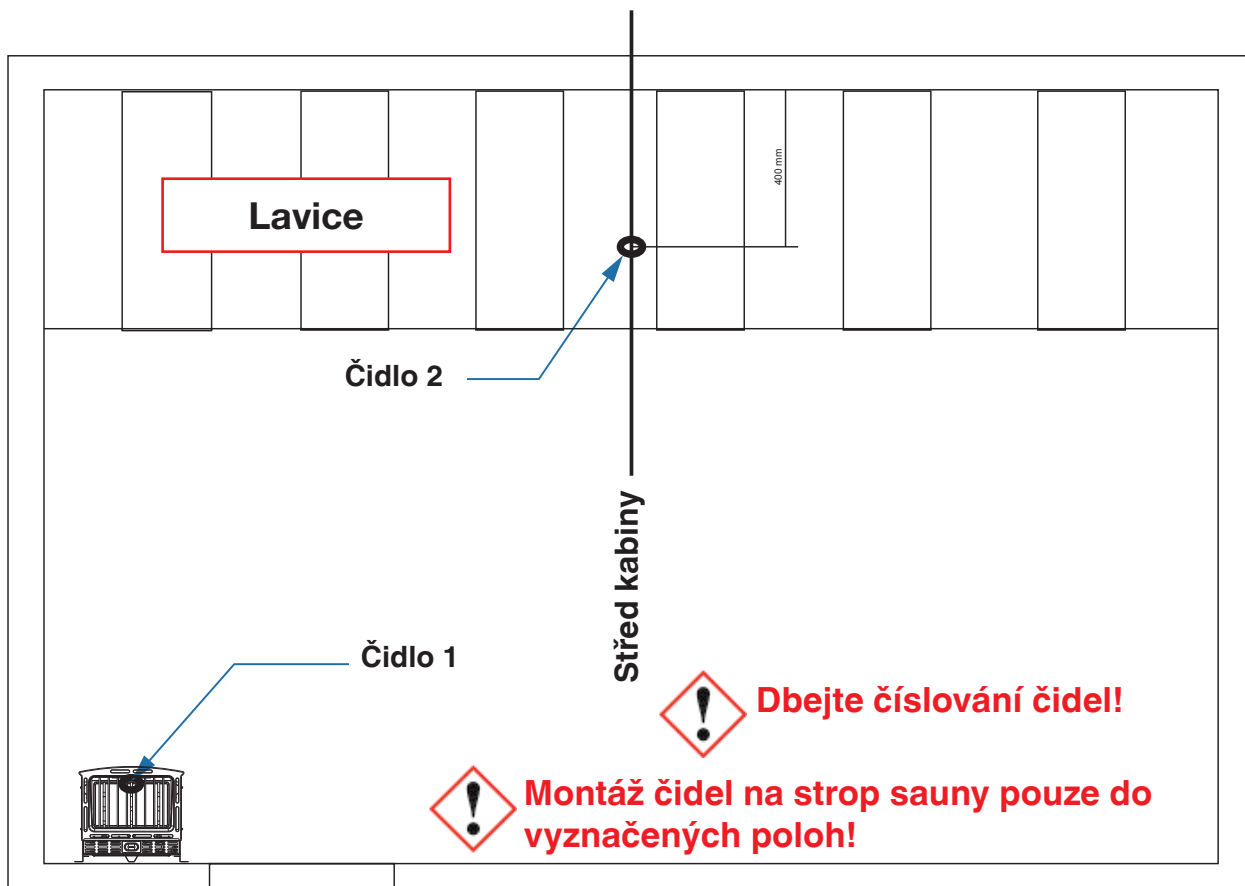 400 mm
Lavice
Čidlo 2
Střed kabiny
Čidlo 1
Dbejte číslování čidel!
Montáž čidel na strop sauny pouze do
vyznačených poloh!